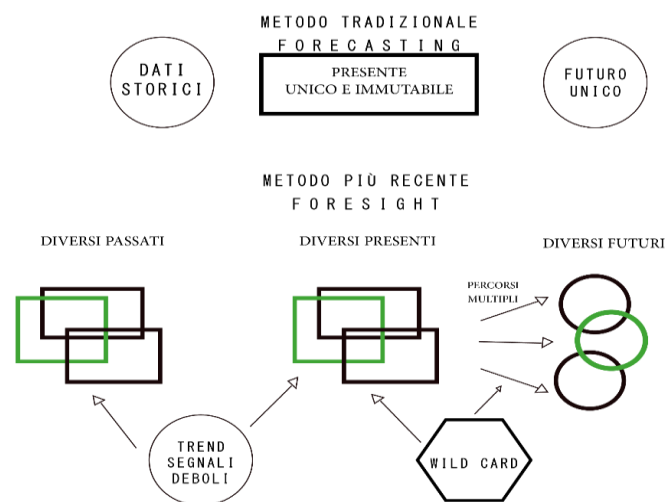 METODO TRADIZIONALE
FORECASTING
DATI
STORICI
PRESENTE
UNICO E IMMUTABILE
FUTURO
UNICO
METODO PIÙ RECENTE
FORESIGHT
DIVERSI PASSATI
DIVERSI PRESENTI
DIVERSI FUTURI
PERCORSI
MULTIPLI
TREND
SEGNALI
DEBOLI
WILD CARD